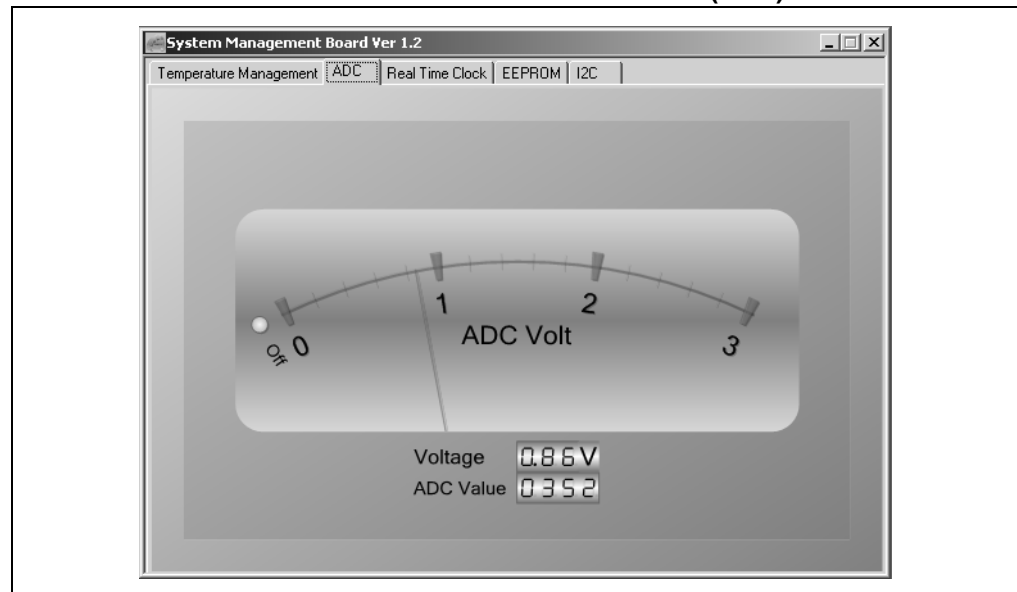 System Management Board Ver 1.2
Temperature Management ADC Real Time Clock EEPROM I2C
1 2
ADC Volt
Off 0 3
Voltage 0.86V
ADC Value 0352